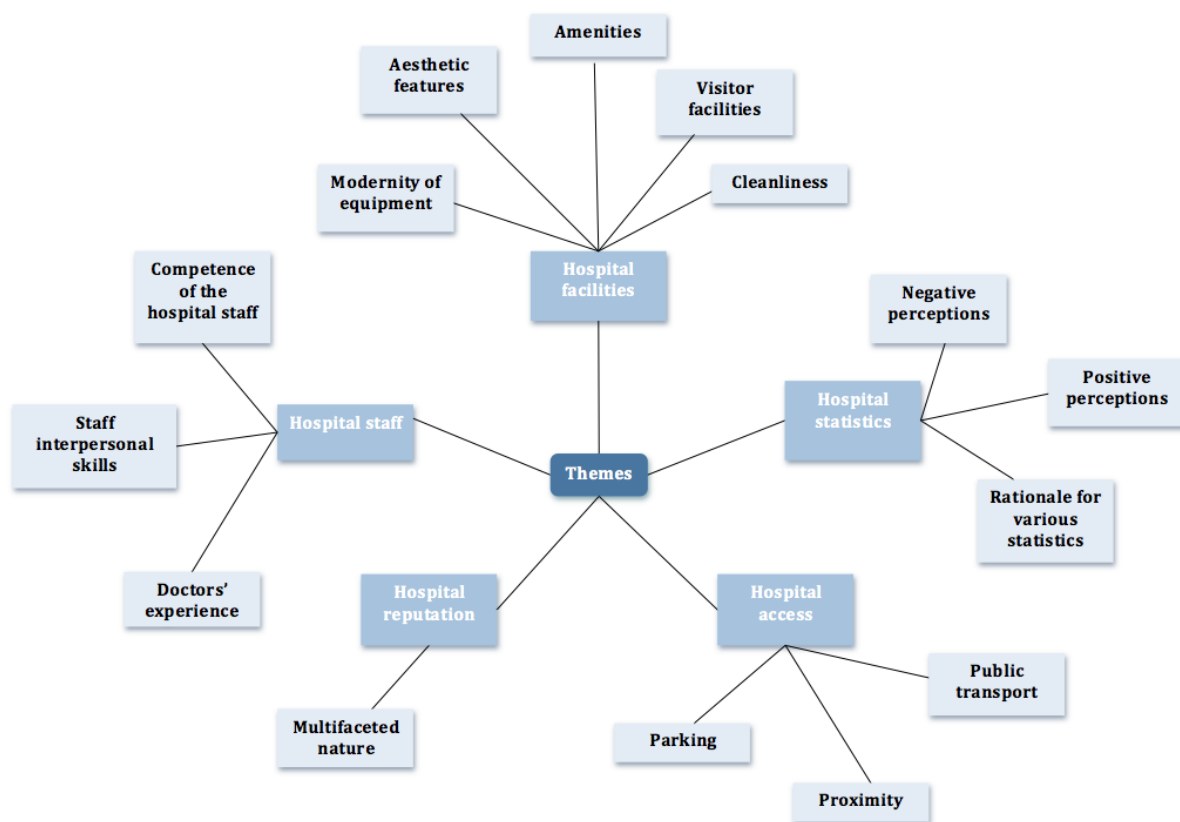 Amenities
Aesthetic
features
Visitor
facilities
Modernity of
equipment
Cleanliness
Hospital
facilities
Competence
of the
hospital staff
Negative
perceptions
Positive
perceptions
Staff
interpersonal
skills
Hospital staff
Hospital
statistics
Themes
Rationale for
various
statistics
Doctors’
experience
Hospital
reputation
Hospital
access
Public
transport
Multifaceted
nature
Parking
Proximity